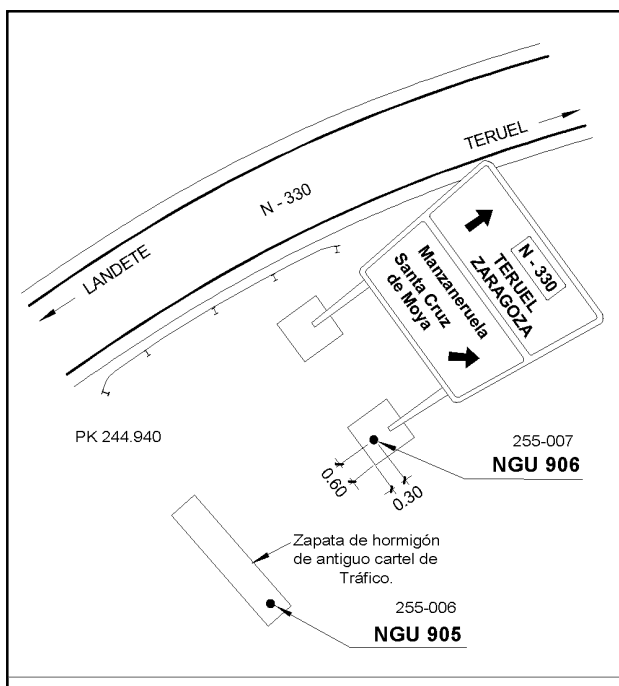 TERUEL
N - 330
LANDETE
N - 330
TERUEL
ZARAGOZA
Manzaneruela
Santa Cruz
de Moya
PK 244.940
255-007
NGU 906
0.60
0.30
Zapata de hormigón
de antiguo cartel de
Tráfico.
255-006
NGU 905